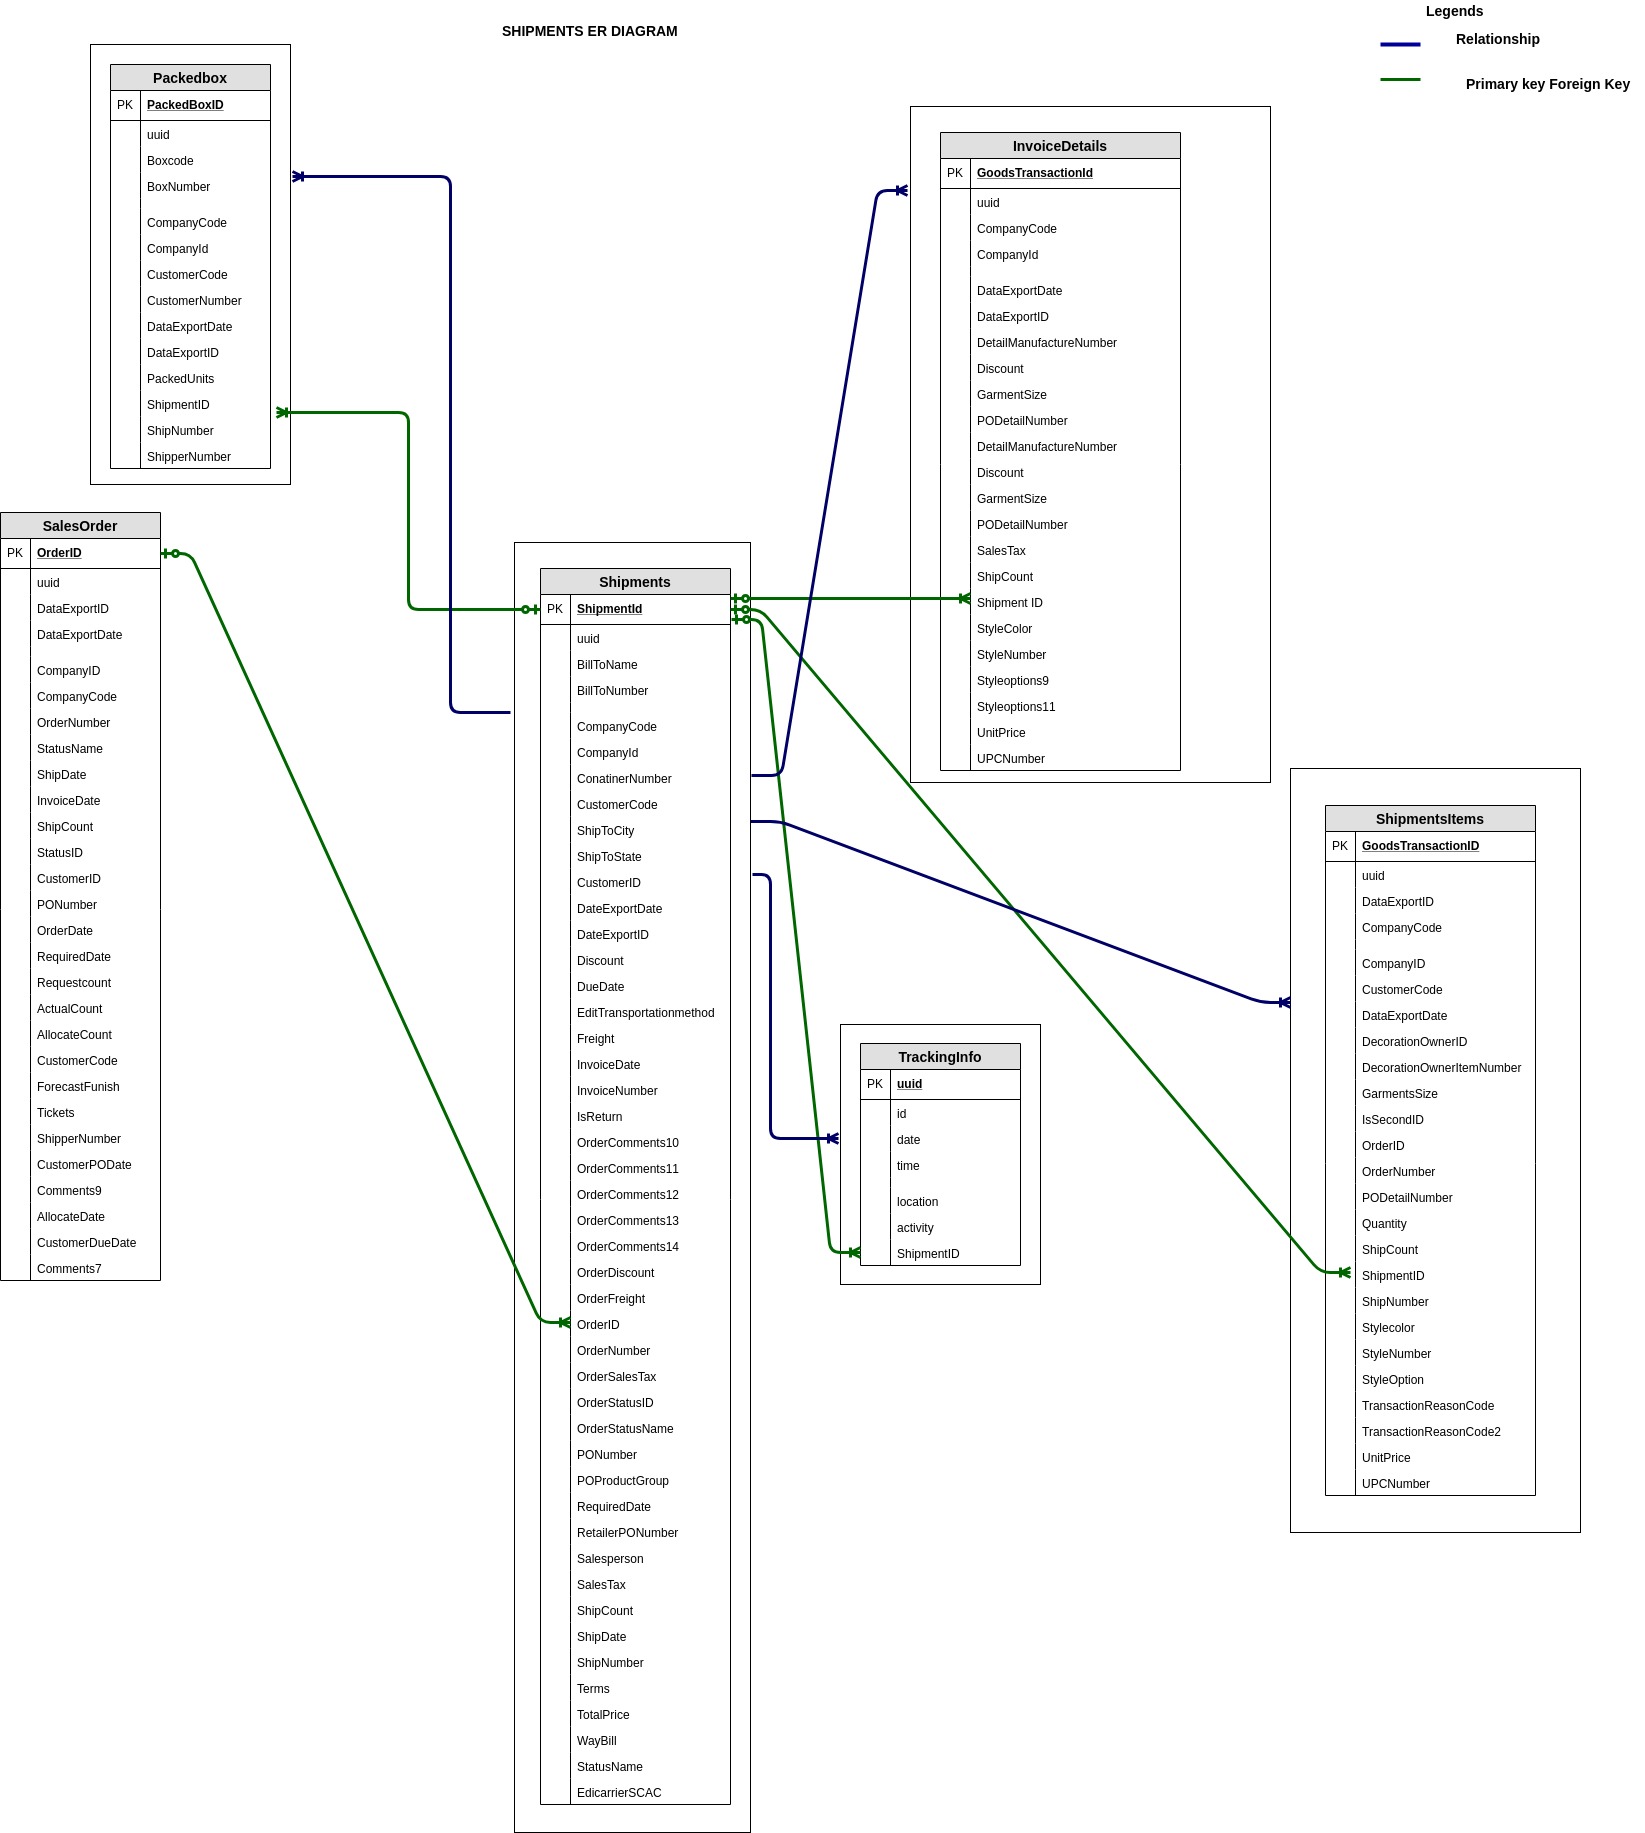 SHIPMENTS ER DIAGRAM
Legends
Relationship
Primary key Foreign Key
Packedbox
PK PackedBoxID
uuid
Boxcode
BoxNumber
CompanyCode
CompanyId
CustomerCode
CustomerNumber
DataExportDate
DataExportID
PackedUnits
ShipmentID
ShipNumber
ShipperNumber
InvoiceDetails
PK GoodsTransactionId
uuid
CompanyCode
CompanyId
DataExportDate
DataExportID
DetailManufactureNumber
Discount
GarmentSize
PODetailNumber
DetailManufactureNumber
Discount
GarmentSize
PODetailNumber
SalesTax
ShipCount
Shipment ID
StyleColor
StyleNumber
Styleoptions9
Styleoptions11
UnitPrice
UPCNumber
SalesOrder
PK OrderID
uuid
DataExportID
DataExportDate
CompanyID
CompanyCode
OrderNumber
StatusName
ShipDate
InvoiceDate
ShipCount
StatusID
CustomerID
PONumber
OrderDate
RequiredDate
Requestcount
ActualCount
AllocateCount
CustomerCode
ForecastFunish
Tickets
ShipperNumber
CustomerPODate
Comments9
AllocateDate
CustomerDueDate
Comments7
Shipments
PK ShipmentId
uuid
BillToName
BillToNumber
CompanyCode
CompanyId
ConatinerNumber
CustomerCode
ShipToCity
ShipToState
CustomerID
DateExportDate
DateExportID
Discount
DueDate
EditTransportationmethod
Freight
InvoiceDate
InvoiceNumber
IsReturn
OrderComments10
OrderComments11
OrderComments12
OrderComments13
OrderComments14
OrderDiscount
OrderFreight
OrderID
OrderNumber
OrderSalesTax
OrderStatusID
OrderStatusName
PONumber
POProductGroup
RequiredDate
RetailerPONumber
Salesperson
SalesTax
ShipCount
ShipDate
ShipNumber
Terms
TotalPrice
WayBill
StatusName
EdicarrierSCAC
TrackingInfo
PK uuid
id
date
time
location
activity
ShipmentID
ShipmentsItems
PK GoodsTransactionID
uuid
DataExportID
CompanyCode
CompanyID
CustomerCode
DataExportDate
DecorationOwnerID
DecorationOwnerItemNumber
GarmentsSize
IsSecondID
OrderID
OrderNumber
PODetailNumber
Quantity
ShipCount
ShipmentID
ShipNumber
Stylecolor
StyleNumber
StyleOption
TransactionReasonCode
TransactionReasonCode2
UnitPrice
UPCNumber